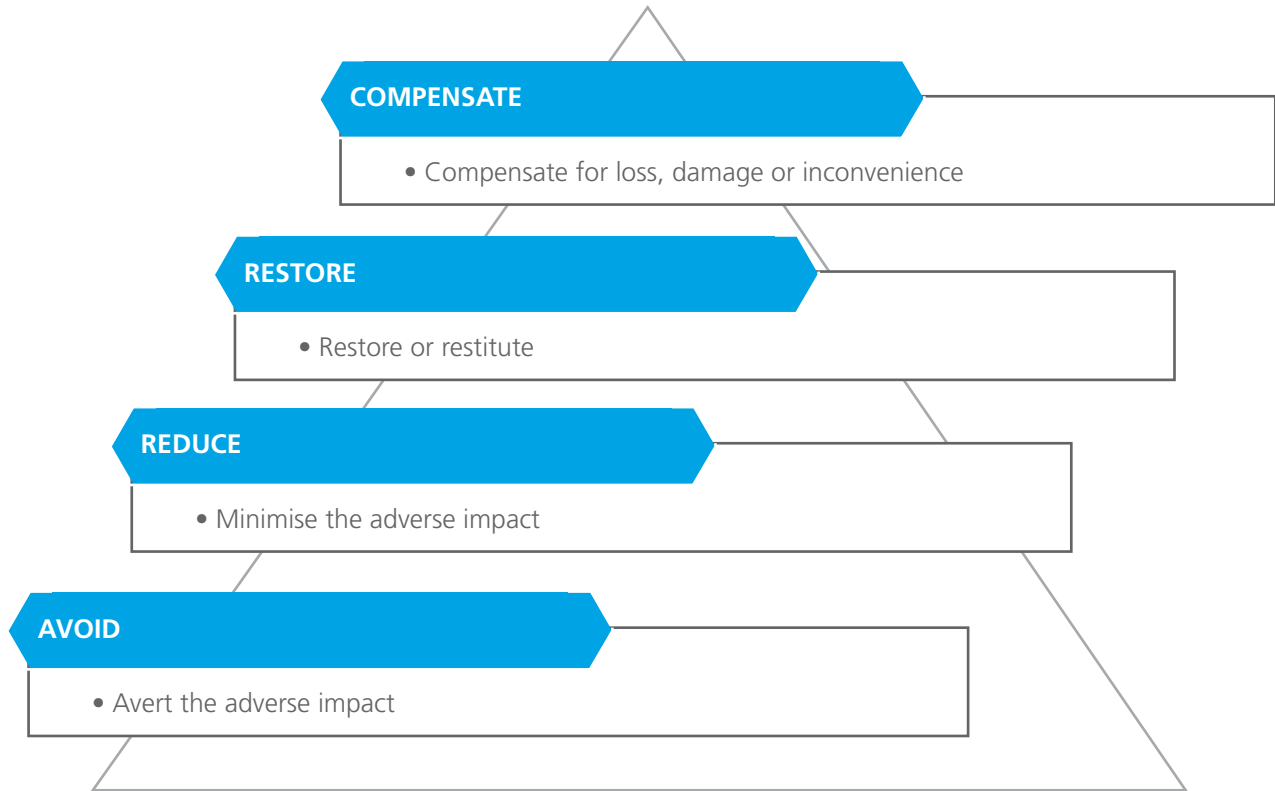 COMPENSATE
• Compensate for loss, damage or inconvenience
RESTORE
• Restore or restitute
REDUCE
• Minimise the adverse impact
AVOID
• Avert the adverse impact